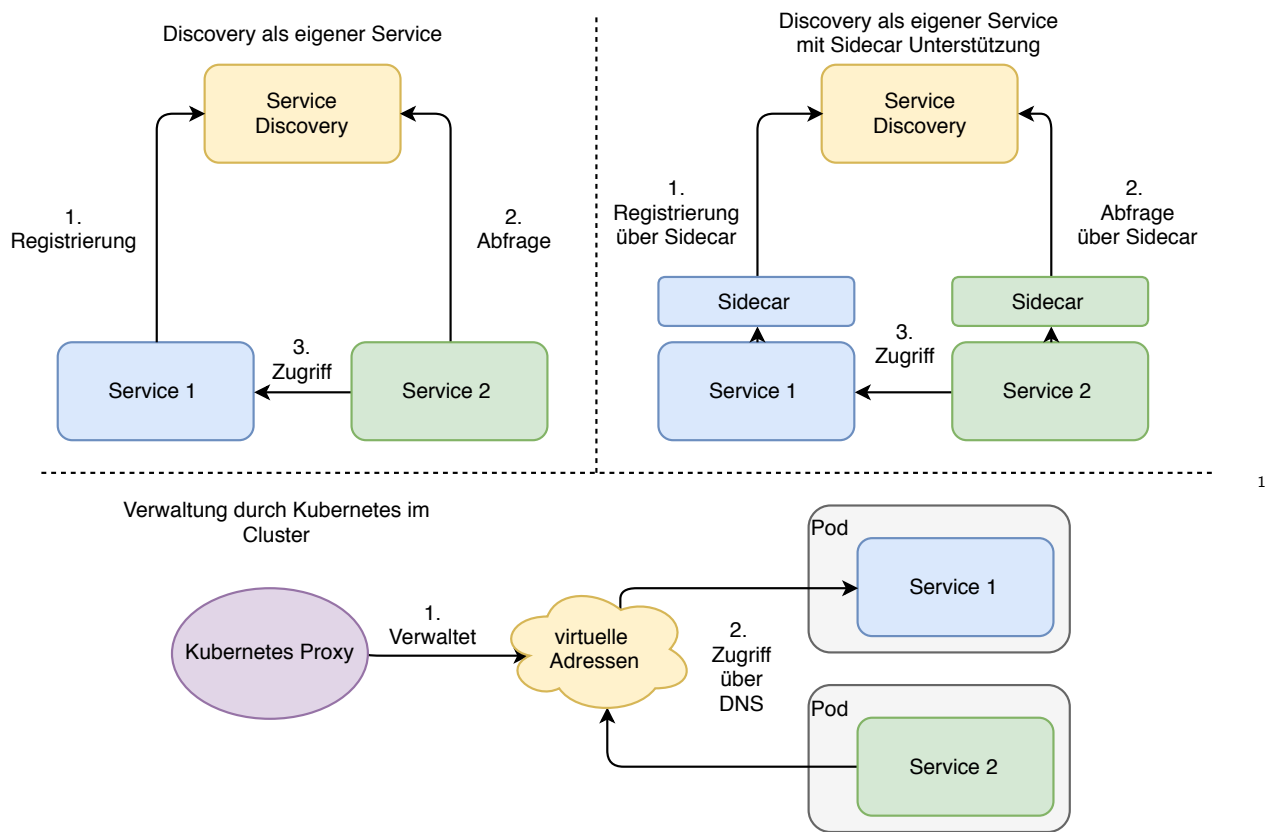 Discovery als eigener Service
Service
Discovery
1.
Registrierung
2.
Abfrage
3.
Zugriff
Service 1
Service 2
Discovery als eigener Service
mit Sidecar Unterstützung
Service
Discovery
1.
Registrierung
über Sidecar
2.
Abfrage
über Sidecar
Sidecar
Sidecar
3.
Zugriff
Service 1
Service 2
1
Verwaltung durch Kubernetes im
Cluster
Kubernetes Proxy
1.
Verwaltet
virtuelle
Adressen
2.
Zugriff
über
DNS
Pod
Service 1
Pod
Service 2